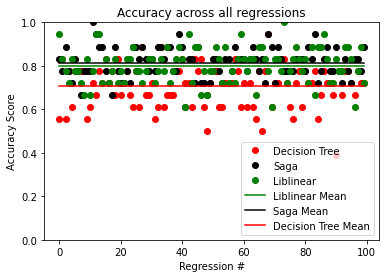 Accuracy across all regressions
Accuracy Score
1.0
0.8
0.6
0.4
0.2
0.0
Decision Tree
Saga
Liblinear
Liblinear Mean
Saga Mean
Decision Tree Mean
0
20
40
60
80
100
Regression #